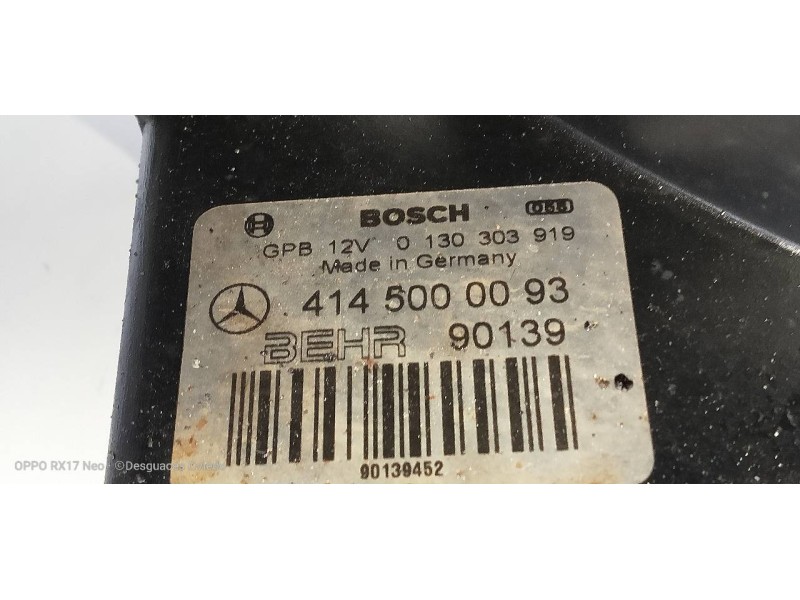 BOSCH
GPB 12V 0 130 303 919
Made in Germany
414 500 00 93
BEHR 90139
90139452
OPPO RX17 Neo ©Desguaces